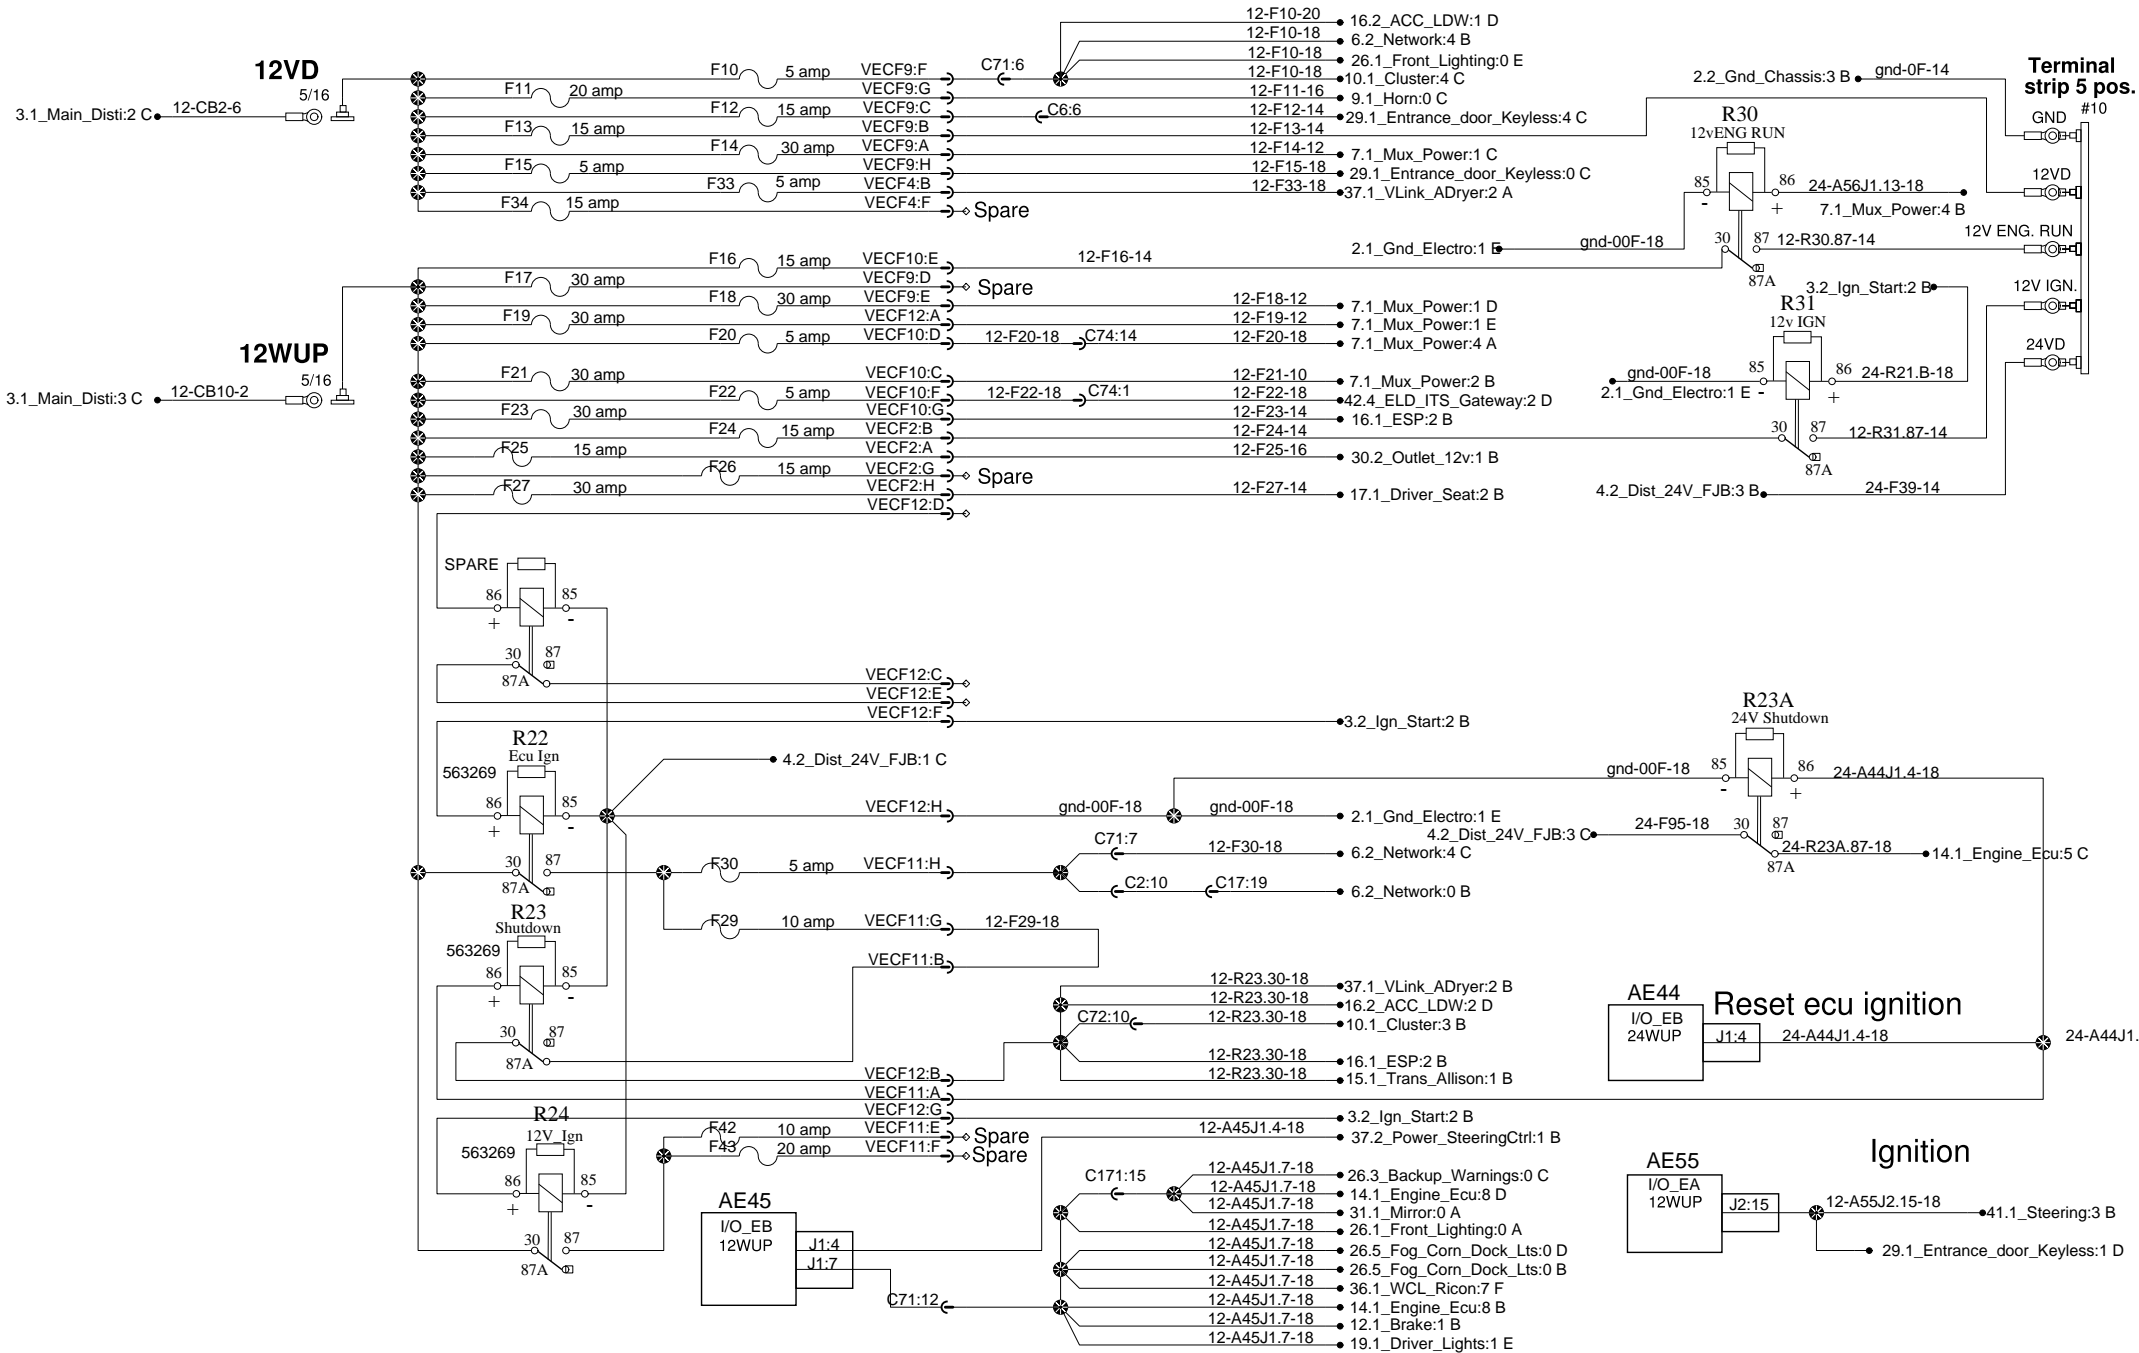 12VD
5/16
3.1_Main_Disti:2 C
12-CB2-6
F10
5 amp
VECF9:F
C71:6
12-F10-20
16.2_ACC_LDW:1 D
12-F10-18
6.2_Network:4 B
12-F10-18
26.1_Front_Lighting:0 E
12-F10-18
10.1_Cluster:4 C
F11
20 amp
VECF9:G
12-F11-16
9.1_Horn:0 C
F12
15 amp
VECF9:C
C6:6
12-F12-14
29.1_Entrance_door_Keyless:4 C
F13
15 amp
VECF9:B
12-F13-14
F14
30 amp
VECF9:A
12-F14-12
7.1_Mux_Power:1 C
F15
5 amp
VECF9:H
12-F15-18
29.1_Entrance_door_Keyless:0 C
F33
5 amp
VECF4:B
12-F33-18
37.1_VLink_ADryer:2 A
F34
15 amp
VECF4:F
Spare
2.2_Gnd_Chassis:3 B
gnd-0F-14
Terminal
strip 5 pos.
#10
GND
12VD
12V ENG. RUN
12V IGN.
24VD
R30
12vENG RUN
85
-
86
+
24-A56J1.13-18
7.1_Mux_Power:4 B
2.1_Gnd_Electro:1 E
gnd-00F-18
30
87
12-R30.87-14
87A
3.2_Ign_Start:2 B
R31
12v IGN
gnd-00F-18
2.1_Gnd_Electro:1 E
85
-
86
+
24-R21.B-18
30
87
12-R31.87-14
87A
4.2_Dist_24V_FJB:3 B
24-F39-14
12WUP
5/16
3.1_Main_Disti:3 C
12-CB10-2
F16
15 amp
VECF10:E
12-F16-14
F17
30 amp
VECF9:D
Spare
F18
30 amp
VECF9:E
12-F18-12
7.1_Mux_Power:1 D
F19
30 amp
VECF12:A
12-F19-12
7.1_Mux_Power:1 E
F20
5 amp
VECF10:D
12-F20-18
C74:14
12-F20-18
7.1_Mux_Power:4 A
F21
30 amp
VECF10:C
12-F21-10
7.1_Mux_Power:2 B
F22
5 amp
VECF10:F
12-F22-18
C74:1
12-F22-18
42.4_ELD_ITS_Gateway:2 D
F23
30 amp
VECF10:G
12-F23-14
16.1_ESP:2 B
F24
15 amp
VECF2:B
12-F24-14
F25
15 amp
VECF2:A
12-F25-16
30.2_Outlet_12v:1 B
F26
15 amp
VECF2:G
Spare
F27
30 amp
VECF2:H
12-F27-14
17.1_Driver_Seat:2 B
VECF12:D
SPARE
86
+
85
-
30
87
87A
VECF12:C
VECF12:E
VECF12:F
3.2_Ign_Start:2 B
R22
Ecu Ign
563269
86
+
85
-
4.2_Dist_24V_FJB:1 C
VECF12:H
gnd-00F-18
gnd-00F-18
2.1_Gnd_Electro:1 E
30
87
87A
F30
5 amp
VECF11:H
C71:7
12-F30-18
6.2_Network:4 C
C2:10
C17:19
6.2_Network:0 B
F29
10 amp
VECF11:G
12-F29-18
VECF11:B
R23A
24V Shutdown
gnd-00F-18
85
-
86
+
24-A44J1.4-18
4.2_Dist_24V_FJB:3 C
24-F95-18
30
87
24-R23A.87-18
14.1_Engine_Ecu:5 C
87A
R23
Shutdown
563269
86
+
85
-
30
87
87A
12-R23.30-18
37.1_VLink_ADryer:2 B
12-R23.30-18
16.2_ACC_LDW:2 D
C72:10
12-R23.30-18
10.1_Cluster:3 B
12-R23.30-18
16.1_ESP:2 B
12-R23.30-18
15.1_Trans_Allison:1 B
VECF12:B
VECF11:A
AE44
Reset ecu ignition
I/O_EB
24WUP
J1:4
24-A44J1.4-18
24-A44J1.
R24
12V_Ign
563269
86
+
85
-
30
87
87A
VECF12:G
3.2_Ign_Start:2 B
F42
10 amp
VECF11:E
Spare
12-A45J1.4-18
37.2_Power_SteeringCtrl:1 B
F43
20 amp
VECF11:F
Spare
AE45
I/O_EB
12WUP
J1:4
J1:7
C71:12
C171:15
12-A45J1.7-18
26.3_Backup_Warnings:0 C
12-A45J1.7-18
14.1_Engine_Ecu:8 D
12-A45J1.7-18
31.1_Mirror:0 A
12-A45J1.7-18
26.1_Front_Lighting:0 A
12-A45J1.7-18
26.5_Fog_Corn_Dock_Lts:0 D
12-A45J1.7-18
26.5_Fog_Corn_Dock_Lts:0 B
12-A45J1.7-18
36.1_WCL_Ricon:7 F
12-A45J1.7-18
14.1_Engine_Ecu:8 B
12-A45J1.7-18
12.1_Brake:1 B
12-A45J1.7-18
19.1_Driver_Lights:1 E
AE55
Ignition
I/O_EA
12WUP
J2:15
12-A55J2.15-18
41.1_Steering:3 B
29.1_Entrance_door_Keyless:1 D